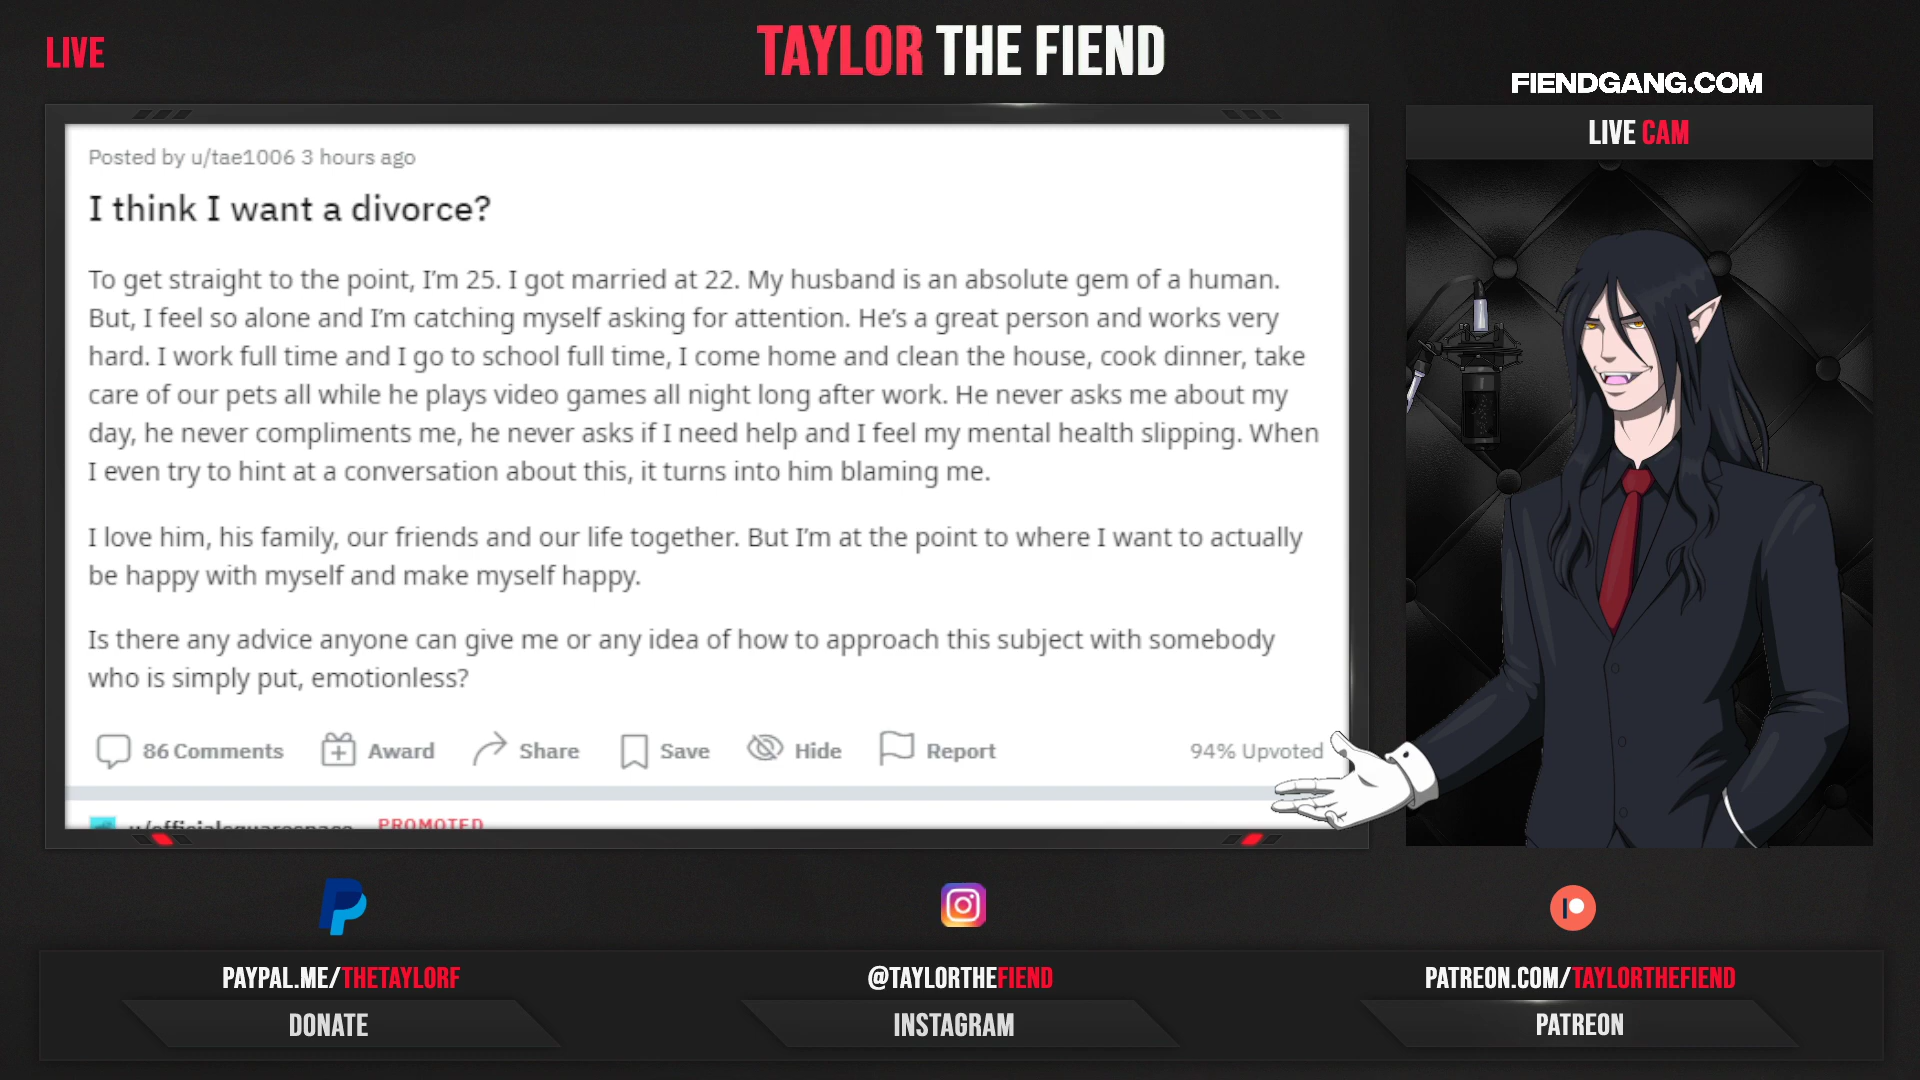 LIVE
TAYLOR THE FIEND
FIENDGANG.COM
LIVE CAM
Posted by u/tae1006 3 hours ago
I think I want a divorce?
To get straight to the point, I'm 25. I got married at 22. My husband is an absolute gem of a human.
But, I feel so alone and I'm catching myself asking for attention. He's a great person and works very
hard. I work full time and I go to school full time, I come home and clean the house, cook dinner, take
care of our pets all while he plays video games all night long after work. He never asks me about my
day, he never compliments me, he never asks if I need help and I feel my mental health slipping. When
I even try to hint at a conversation about this, it turns into him blaming me.
I love him, his family, our friends and our life together. But I'm at the point to where I want to actually
be happy with myself and make myself happy.
Is there any advice anyone can give me or any idea of how to approach this subject with somebody
who is simply put, emotionless?
86 Comments Award Share Save Hide Report 94% Upvoted
u/officialsquarespace PROMOTED
PAYPAL.ME/THETAYLORF
DONATE
@TAYLORTHEFIEND
INSTAGRAM
PATREON.COM/TAYLORTHEFIEND
PATREON